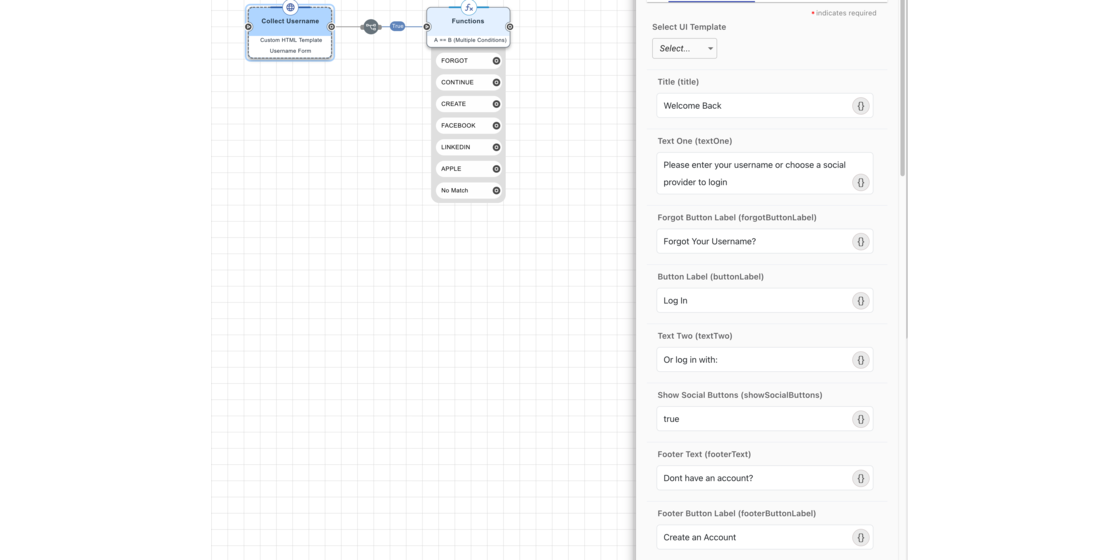 Collect Username
Custom HTML Template
Username Form
True
Functions
A == B (Multiple Conditions)
FORGOT
CONTINUE
CREATE
FACEBOOK
LINKEDIN
APPLE
No Match
* indicates required
Select UI Template
Select...
Title (title)
Welcome Back
{}
Text One (textOne)
Please enter your username or choose a social
provider to login
{}
Forgot Button Label (forgotButtonLabel)
Forgot Your Username?
{}
Button Label (buttonLabel)
Log In
{}
Text Two (textTwo)
Or log in with:
{}
Show Social Buttons (showSocialButtons)
true
{}
Footer Text (footerText)
Dont have an account?
{}
Footer Button Label (footerButtonLabel)
Create an Account
{}